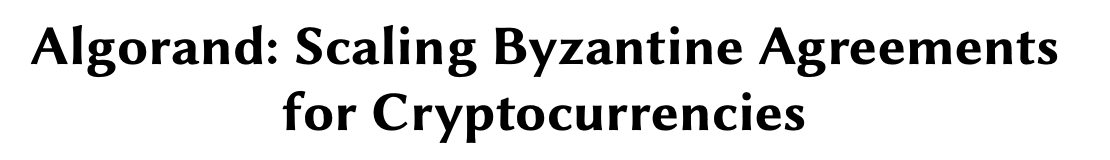 Algorand: Scaling Byzantine Agreements
for Cryptocurrencies